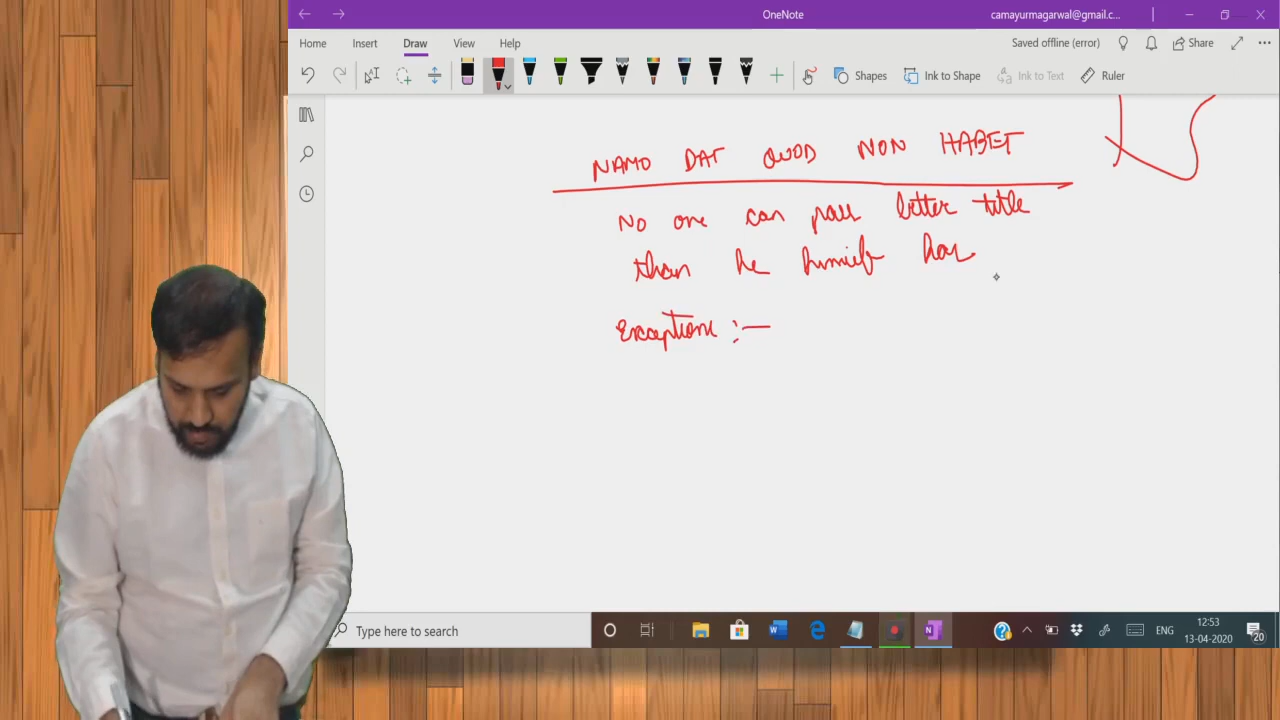 OneNote
camayurmagarwal@gmail.c...
Home Insert Draw View Help
Saved offline (error)
Share
Shapes
Ink to Shape
Ink to Text
Ruler
NAMO DAT QUOD NON HABET
No one can pass better title
than he himself has
Exceptions :-
Type here to search
ENG
12:53
13-04-2020
20